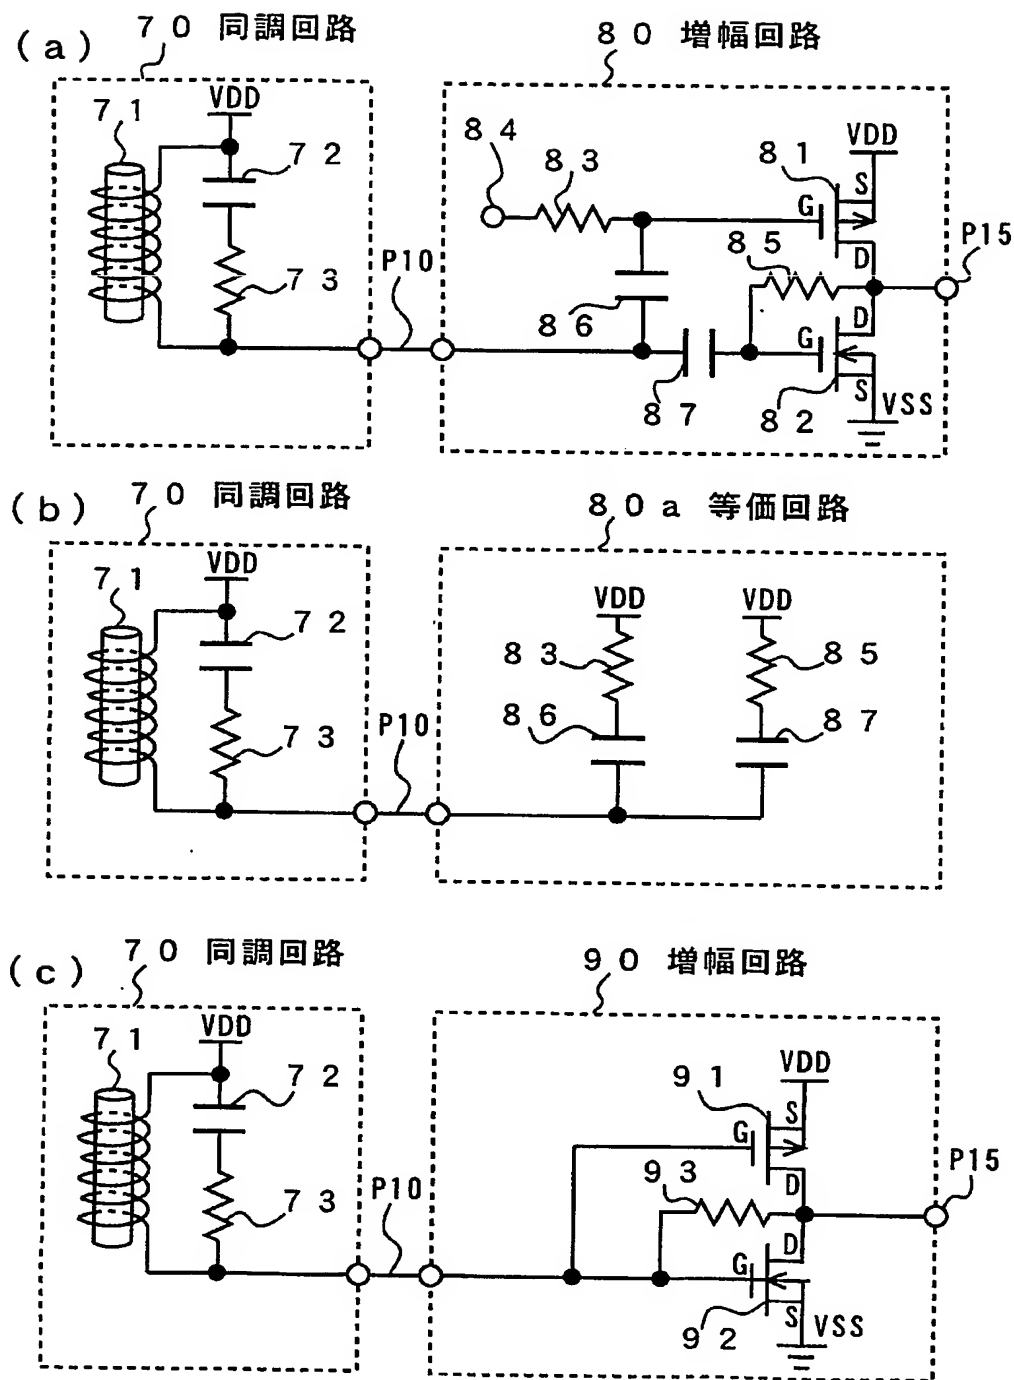 (a)
７０ 同調回路
８０ 増幅回路
７１
VDD
７２
７３
P10
８４
８３
８１
VDD
S
G
D
８５
P15
８６
８７
D
G
S
８２
VSS
(b)
７０ 同調回路
８０a 等価回路
７１
VDD
７２
７３
P10
VDD
VDD
８３
８５
８６
８７
(c)
７０ 同調回路
９０ 増幅回路
７１
VDD
７２
７３
P10
９１
VDD
S
G
D
９３
P15
D
G
S
９２
VSS